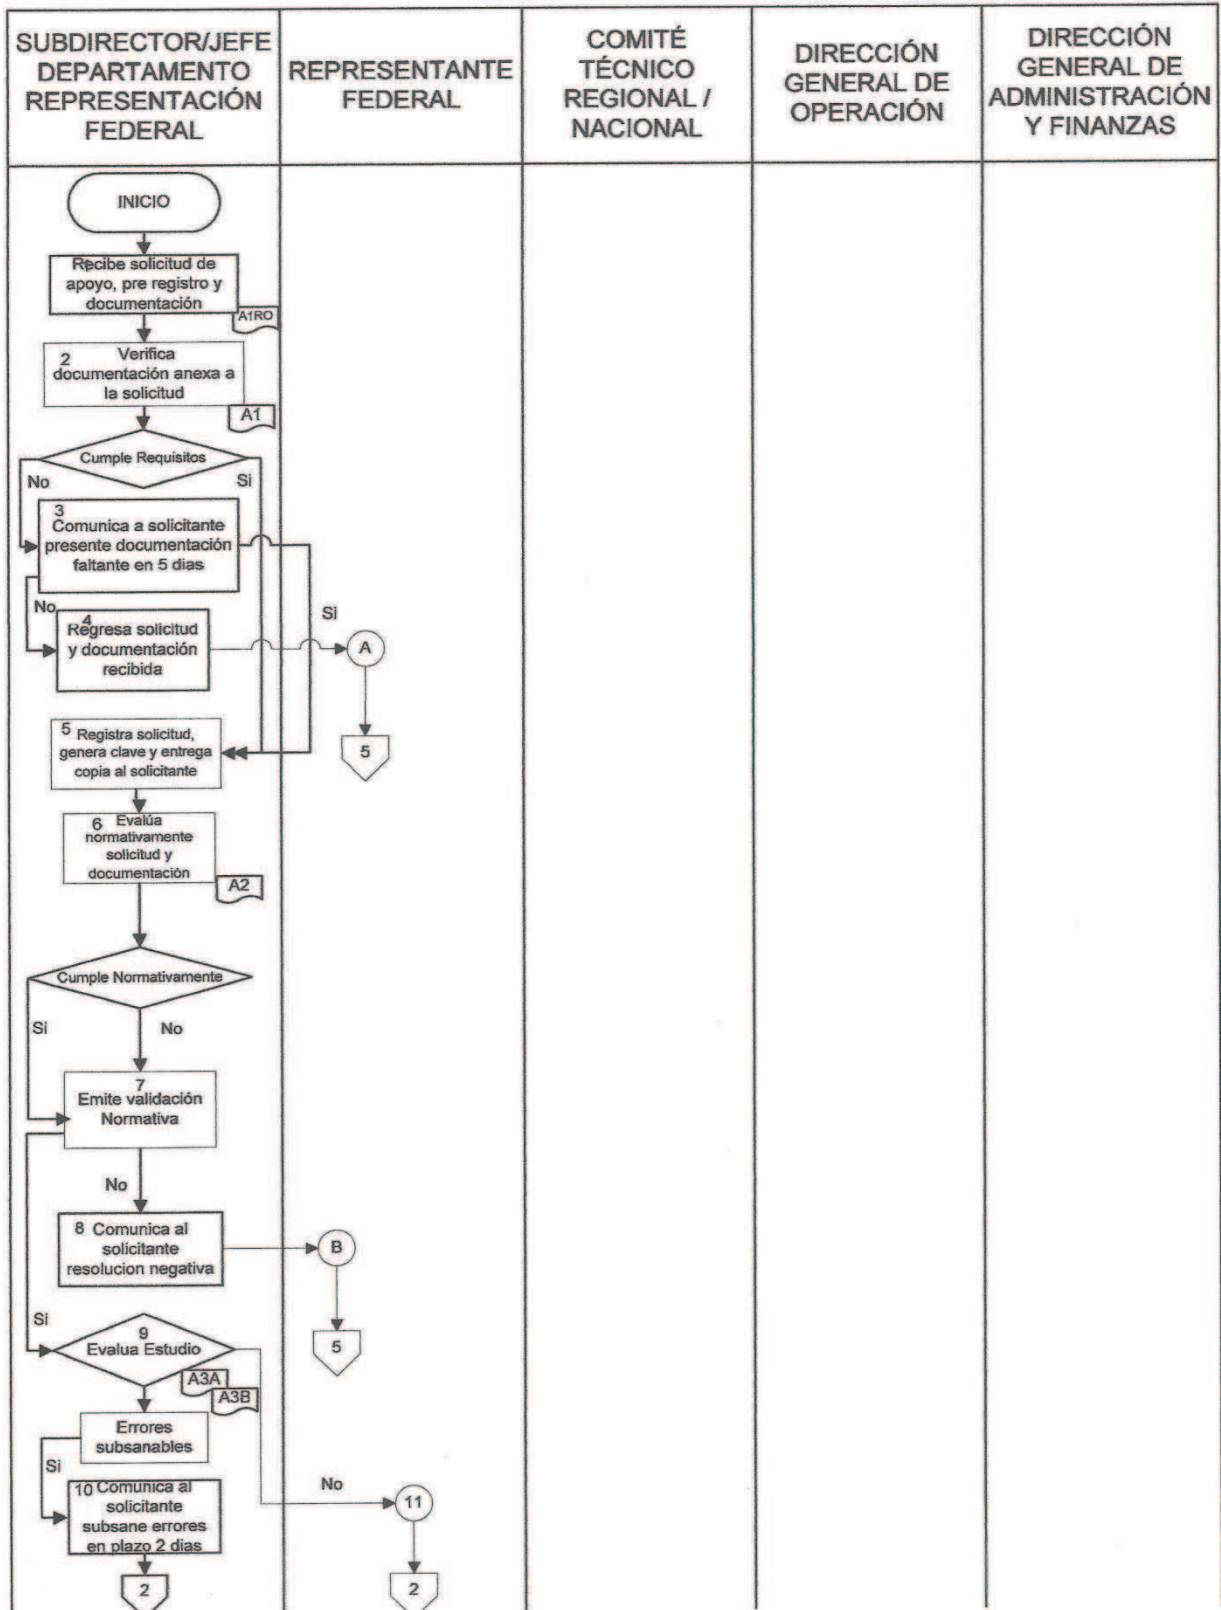 SUBDIRECTOR/JEFE
DEPARTAMENTO
REPRESENTACIÓN
FEDERAL
REPRESENTANTE
FEDERAL
COMITÉ
TÉCNICO
REGIONAL /
NACIONAL
DIRECCIÓN
GENERAL DE
OPERACIÓN
DIRECCIÓN
GENERAL DE
ADMINISTRACIÓN
Y FINANZAS
INICIO
1
Recibe solicitud de
apoyo, pre registro y
documentación
A1RO
2 Verifica
documentación anexa a
la solicitud
A1
Cumple Requisitos
No
Si
3
Comunica a solicitante
presente documentación
faltante en 5 dias
No
Si
4
Regresa solicitud
y documentación
recibida
A
5
5 Registra solicitud,
genera clave y entrega
copia al solicitante
6 Evalúa
normativamente
solicitud y
documentación
A2
Cumple Normativamente
Si
No
7
Emite validación
Normativa
No
8 Comunica al
solicitante
resolucion negativa
B
5
Si
9
Evalua Estudio
A3A
A3B
Errores
subsanables
Si
No
10 Comunica al
solicitante
subsane errores
en plazo 2 dias
11
2
2